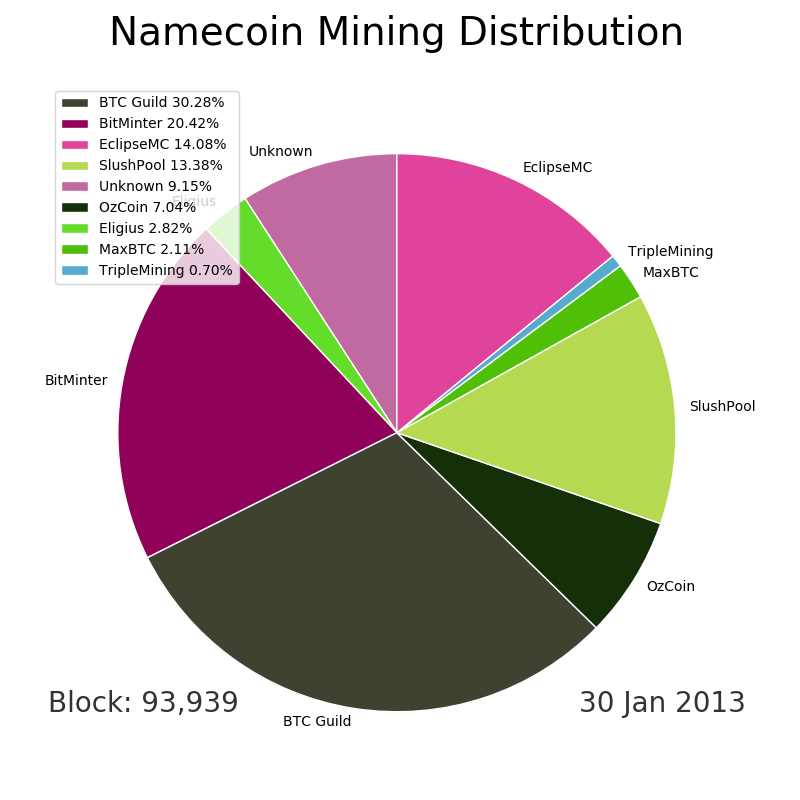 Namecoin Mining Distribution
BTC Guild 30.28%
BitMinter 20.42%
EclipseMC 14.08%
SlushPool 13.38%
Unknown 9.15%
OzCoin 7.04%
Eligius 2.82%
MaxBTC 2.11%
TripleMining 0.70%
Unknown
EclipseMC
Eligius
TripleMining
MaxBTC
BitMinter
SlushPool
OzCoin
Block: 93,939
30 Jan 2013
BTC Guild